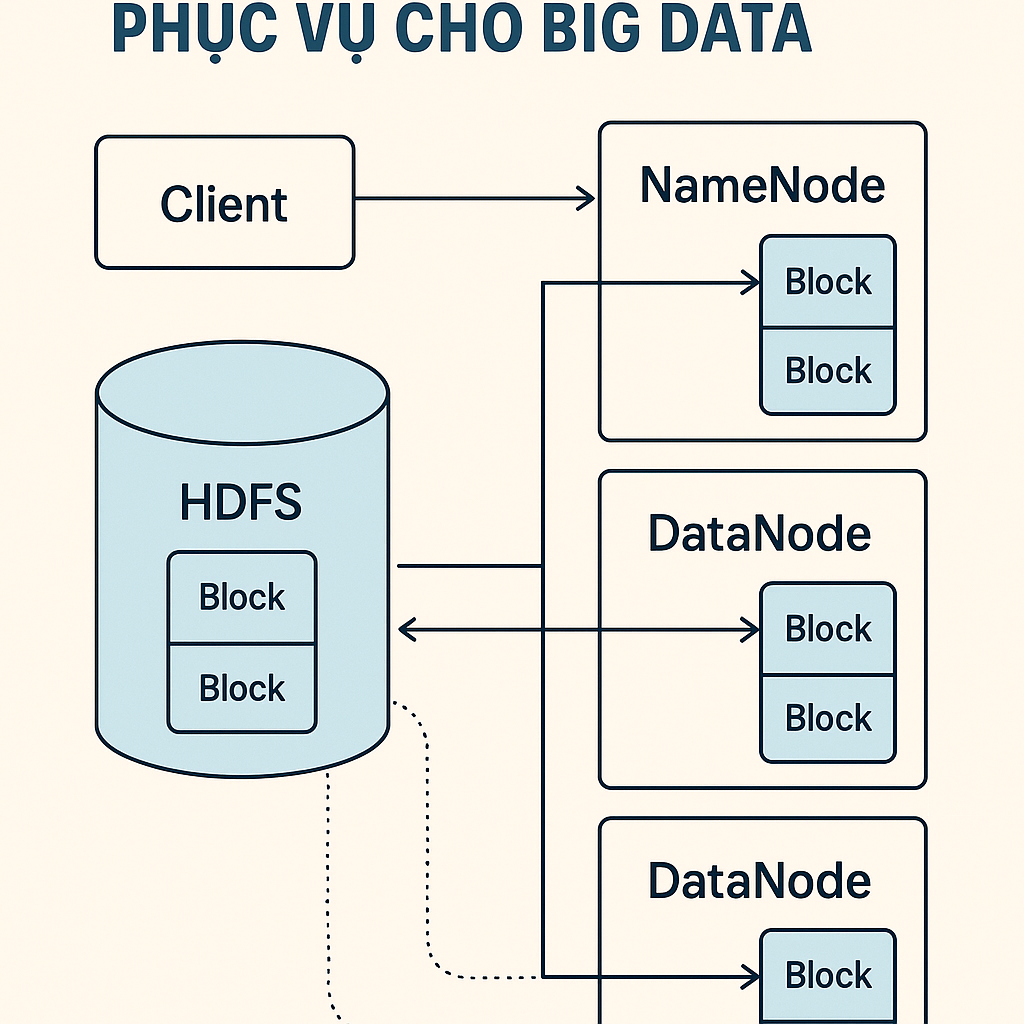 PHỤC VỤ CHO BIG DATA
Client
NameNode
Block
Block
HDFS
Block
Block
DataNode
Block
Block
DataNode
Block